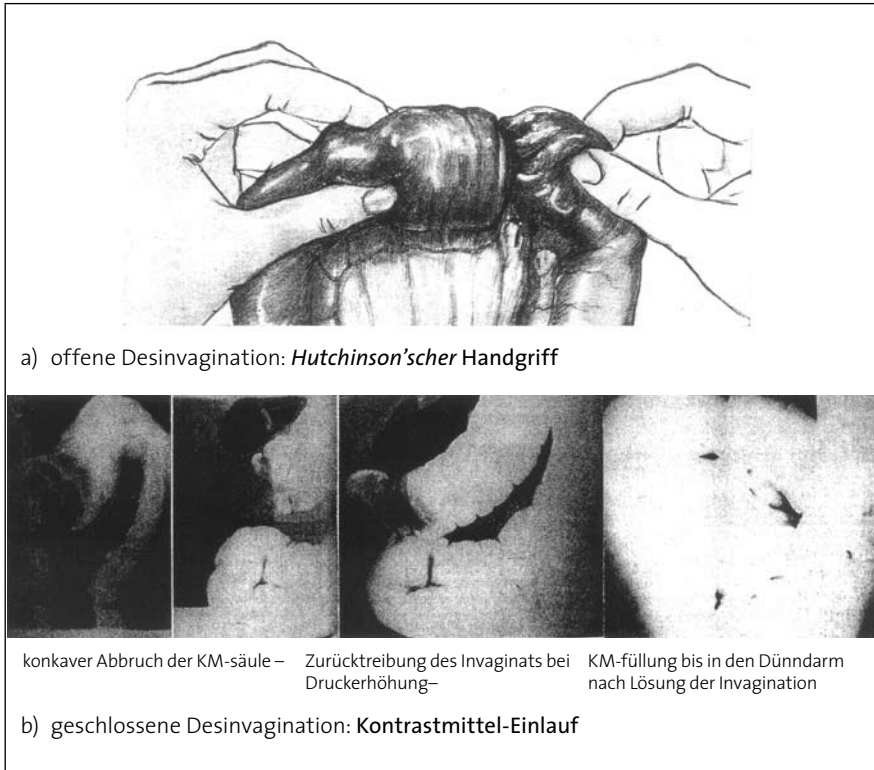 a) offene Desinvagination: Hutchinson’scher Handgriff
konkaver Abbruch der KM-säule –
Zurücktreibung des Invaginats bei
Druckerhöhung–
KM-füllung bis in den Dünndarm
nach Lösung der Invagination
b) geschlossene Desinvagination: Kontrastmittel-Einlauf